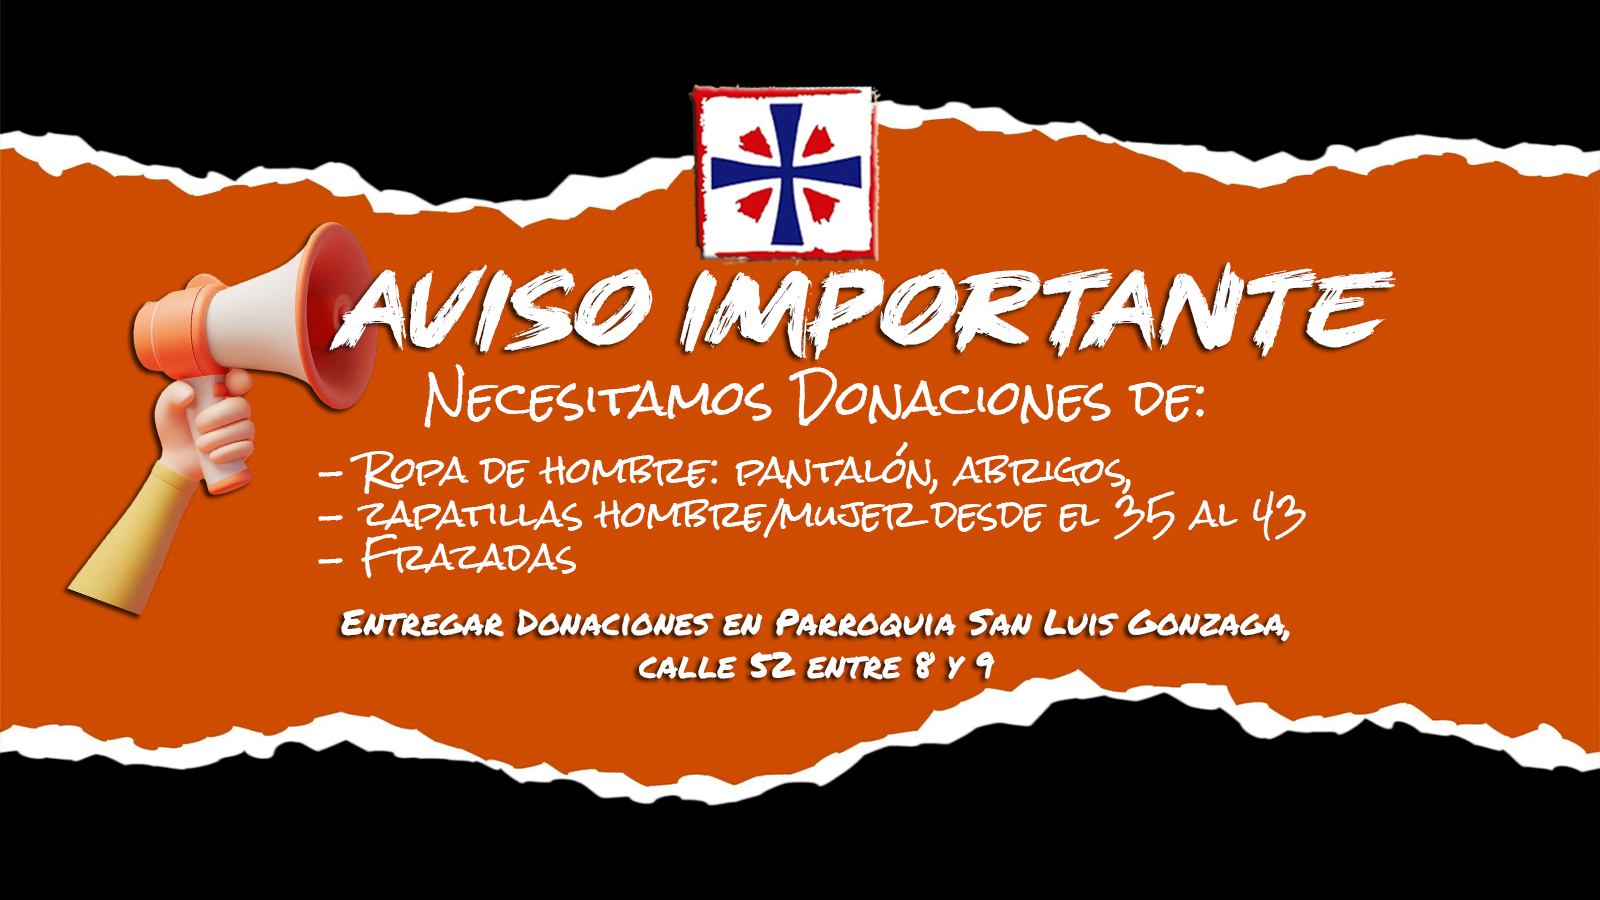 AVISO IMPORTANTE
Necesitamos Donaciones de:
- Ropa de hombre: pantalón, abrigos,
- zapatillas hombre/mujer desde el 35 al 43
- Frazadas
Entregar Donaciones en Parroquia San Luis Gonzaga,
calle 52 entre 8 y 9